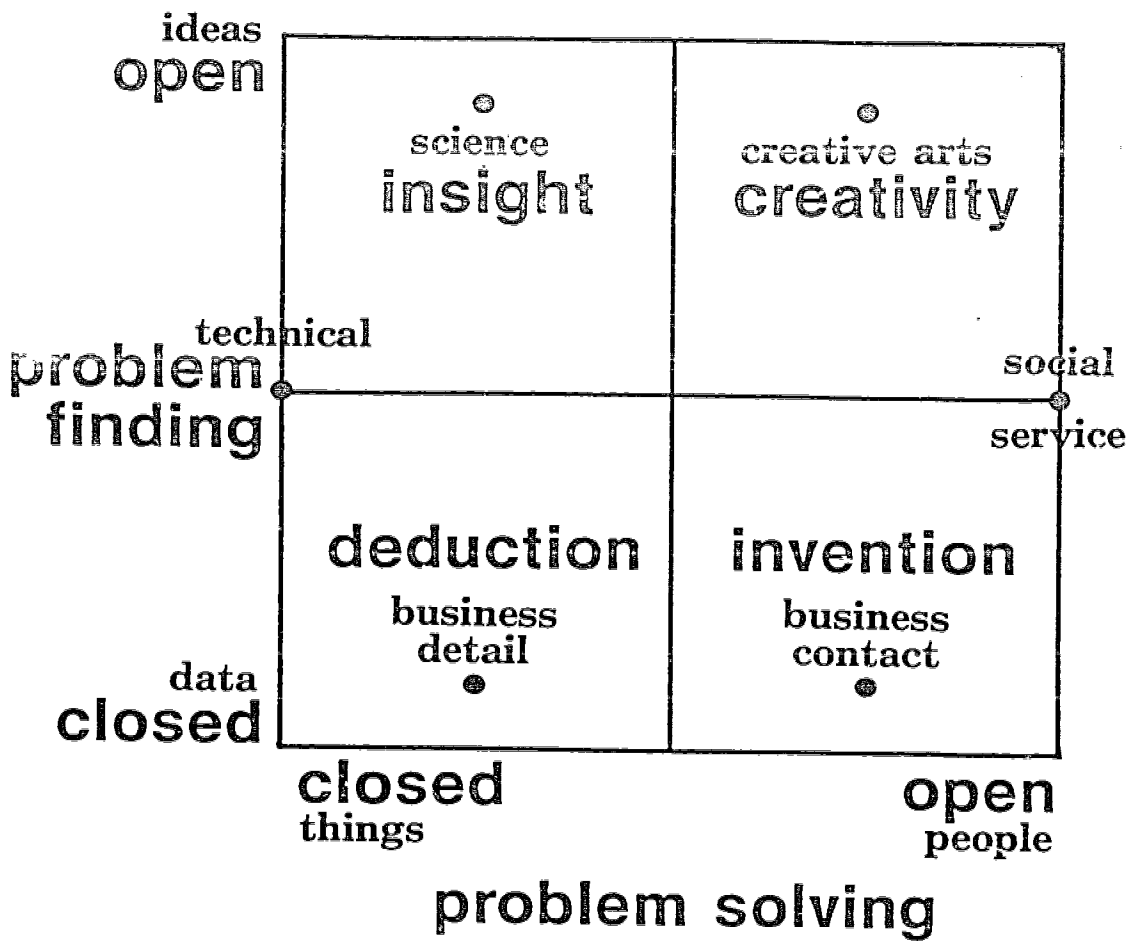 ideas
open
science
insight
creative arts
creativity
technical
problem
finding
social
service
deduction
business
detail
invention
business
contact
data
closed
closed
things
open
people
problem solving